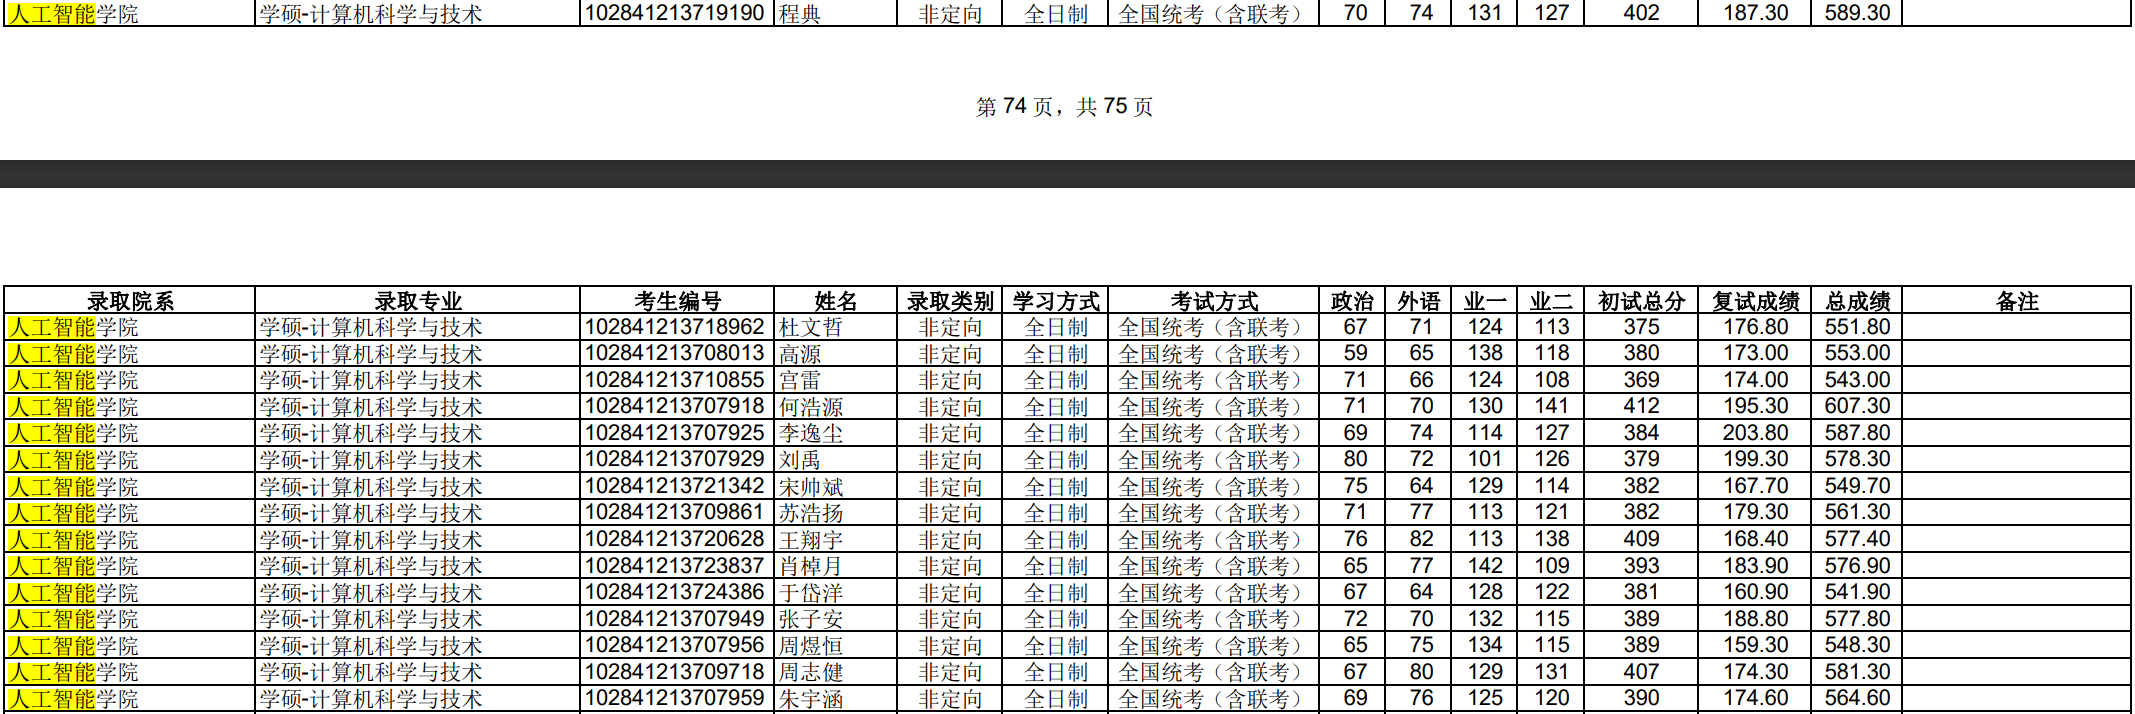 人工智能学院 学硕-计算机科学与技术 102841213719190 程典 非定向 全日制 全国统考（含联考） 70 74 131 127 402 187.30 589.30
第 74 页，共 75 页
录取院系 录取专业 考生编号 姓名 录取类别 学习方式 考试方式 政治 外语 业一 业二 初试总分 复试成绩 总成绩 备注
人工智能学院 学硕-计算机科学与技术 102841213718962 杜文哲 非定向 全日制 全国统考（含联考） 67 71 124 113 375 176.80 551.80
人工智能学院 学硕-计算机科学与技术 102841213708013 高源 非定向 全日制 全国统考（含联考） 59 65 138 118 380 173.00 553.00
人工智能学院 学硕-计算机科学与技术 102841213710855 宫雷 非定向 全日制 全国统考（含联考） 71 66 124 108 369 174.00 543.00
人工智能学院 学硕-计算机科学与技术 102841213707918 何浩源 非定向 全日制 全国统考（含联考） 71 70 130 141 412 195.30 607.30
人工智能学院 学硕-计算机科学与技术 102841213707925 李逸尘 非定向 全日制 全国统考（含联考） 69 74 114 127 384 203.80 587.80
人工智能学院 学硕-计算机科学与技术 102841213707929 刘禹 非定向 全日制 全国统考（含联考） 80 72 101 126 379 199.30 578.30
人工智能学院 学硕-计算机科学与技术 102841213721342 宋帅斌 非定向 全日制 全国统考（含联考） 75 64 129 114 382 167.70 549.70
人工智能学院 学硕-计算机科学与技术 102841213709861 苏浩扬 非定向 全日制 全国统考（含联考） 71 77 113 121 382 179.30 561.30
人工智能学院 学硕-计算机科学与技术 102841213720628 王翔宇 非定向 全日制 全国统考（含联考） 76 82 113 138 409 168.40 577.40
人工智能学院 学硕-计算机科学与技术 102841213723837 肖棹月 非定向 全日制 全国统考（含联考） 65 77 142 109 393 183.90 576.90
人工智能学院 学硕-计算机科学与技术 102841213724386 于岱洋 非定向 全日制 全国统考（含联考） 67 64 128 122 381 160.90 541.90
人工智能学院 学硕-计算机科学与技术 102841213707949 张子安 非定向 全日制 全国统考（含联考） 72 70 132 115 389 188.80 577.80
人工智能学院 学硕-计算机科学与技术 102841213707956 周煜恒 非定向 全日制 全国统考（含联考） 65 75 134 115 389 159.30 548.30
人工智能学院 学硕-计算机科学与技术 102841213709718 周志健 非定向 全日制 全国统考（含联考） 67 80 129 131 407 174.30 581.30
人工智能学院 学硕-计算机科学与技术 102841213707959 朱宇涵 非定向 全日制 全国统考（含联考） 69 76 125 120 390 174.60 564.60